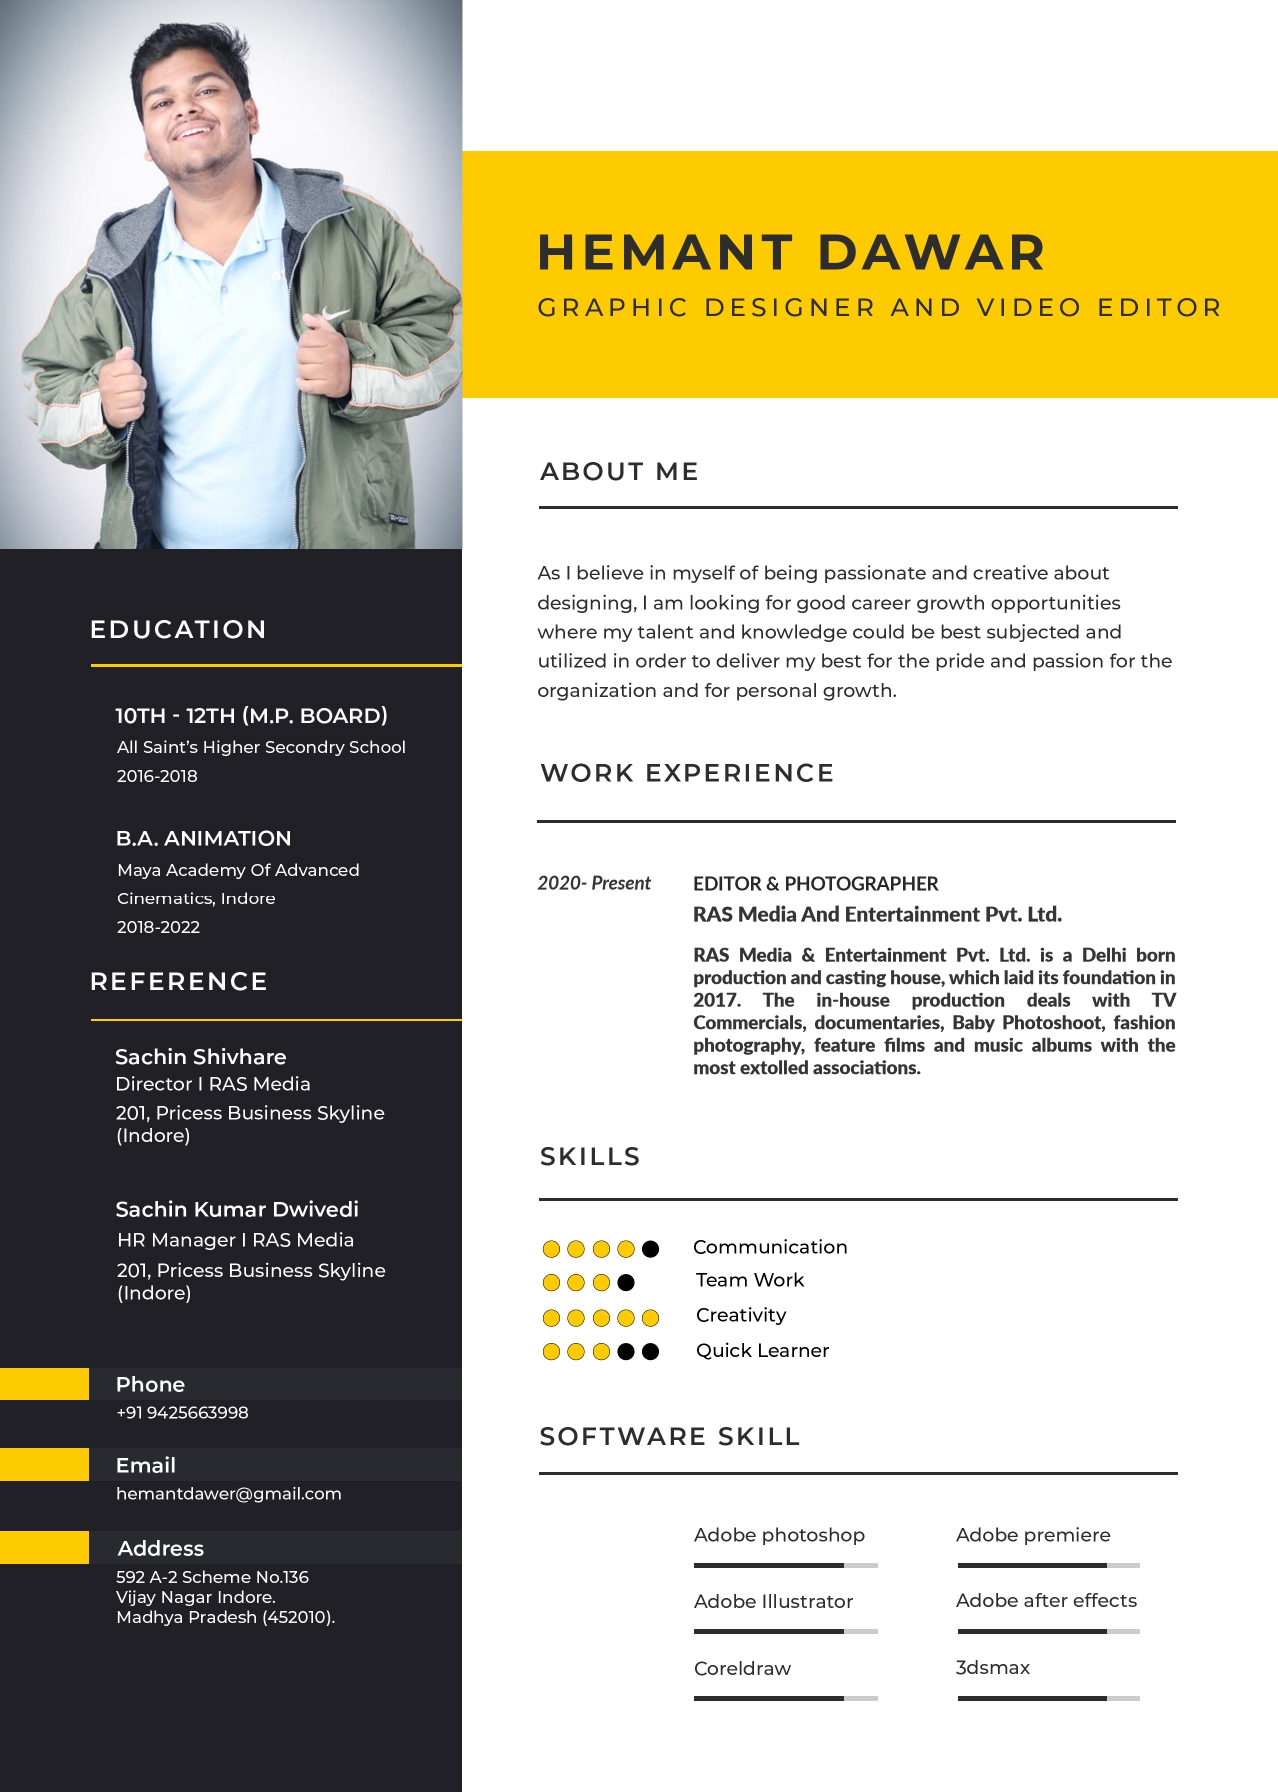 HEMANT DAWAR
GRAPHIC DESIGNER AND VIDEO EDITOR
EDUCATION
10TH - 12TH (M.P. BOARD)
All Saint's Higher Secondry School
2016-2018
B.A. ANIMATION
Maya Academy Of Advanced
Cinematics, Indore
2018-2022
REFERENCE
Sachin Shivhare
Director I RAS Media
201, Pricess Business Skyline
(Indore)
Sachin Kumar Dwivedi
HR Manager I RAS Media
201, Pricess Business Skyline
(Indore)
Phone
+91 9425663998
Email
hemantdawer@gmail.com
Address
592 A-2 Scheme No.136
Vijay Nagar Indore.
Madhya Pradesh (452010).
ABOUT ME
As I believe in myself of being passionate and creative about
designing, I am looking for good career growth opportunities
where my talent and knowledge could be best subjected and
utilized in order to deliver my best for the pride and passion for the
organization and for personal growth.
WORK EXPERIENCE
2020- Present
EDITOR & PHOTOGRAPHER
RAS Media And Entertainment Pvt. Ltd.
RAS Media & Entertainment Pvt. Ltd. is a Delhi born
production and casting house, which laid its foundation in
2017. The in-house production deals with TV
Commercials, documentaries, Baby Photoshoot, fashion
photography, feature films and music albums with the
most extolled associations.
SKILLS
Communication
Team Work
Creativity
Quick Learner
SOFTWARE SKILL
Adobe photoshop
Adobe premiere
Adobe Illustrator
Adobe after effects
Coreldraw
3dsmax